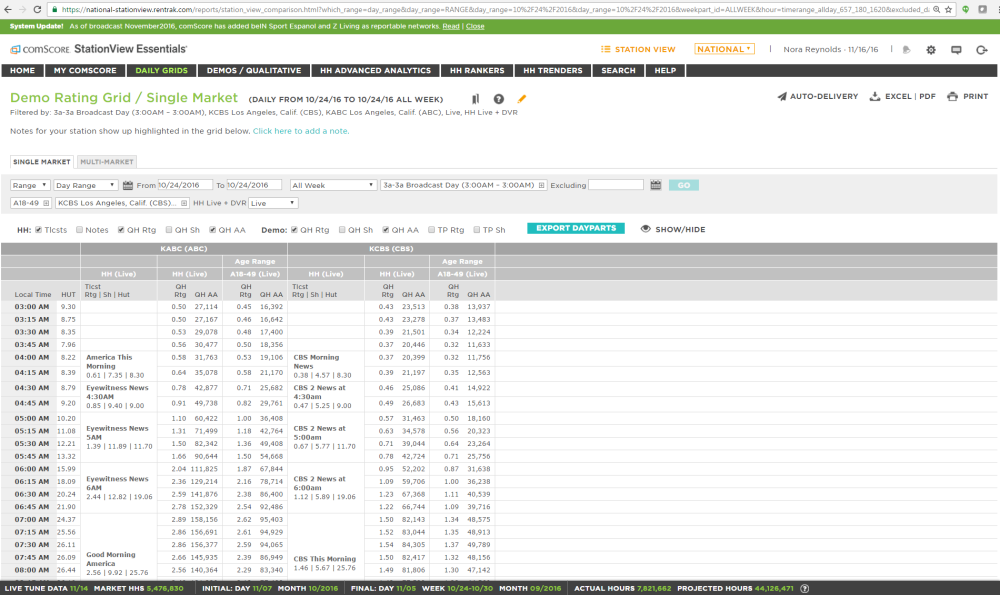 https://national-stationview.rentrak.com/reports/station_view_comparison.html?which_range=day_range&day_range=RANGE&day_range=10%2F24%2F2016&day_range=10%2F24%2F2016&weekpart_id=ALLWEEK&hour=timerange_allday_657_180_1620&excluded_da
System Update! As of broadcast November2016, comScore has added beIN Sport Espanol and Z Living as reportable networks. Read | Close
comSCORE StationView Essentials®
STATION VIEW NATIONAL Nora Reynolds - 11/16/16
HOME MY COMSCORE DAILY GRIDS DEMOS / QUALITATIVE HH ADVANCED ANALYTICS HH RANKERS HH TRENDERS SEARCH HELP
Demo Rating Grid / Single Market (DAILY FROM 10/24/16 TO 10/24/16 ALL WEEK)
AUTO-DELIVERY EXCEL | PDF PRINT
Filtered by: 3a-3a Broadcast Day (3:00AM – 3:00AM), KCBS Los Angeles, Calif. (CBS), KABC Los Angeles, Calif. (ABC), Live, HH Live + DVR
Notes for your station show up highlighted in the grid below. Click here to add a note.
SINGLE MARKET MULTI-MARKET
Range Day Range From 10/24/2016 To 10/24/2016 All Week 3a-3a Broadcast Day (3:00AM – 3:00AM) Excluding GO
A18-49 KCBS Los Angeles, Calif. (CBS)... HH Live + DVR Live
HH: Tlcsts Notes QH Rtg QH Sh QH AA Demo: QH Rtg QH Sh QH AA TP Rtg TP Sh EXPORT DAYPARTS SHOW/HIDE
KABC (ABC) KCBS (CBS)
Age Range Age Range
HH (Live) HH (Live) A18-49 (Live) HH (Live) HH (Live) A18-49 (Live)
Local Time HUT Tlcst Rtg | Sh | Hut QH Rtg QH AA QH Rtg QH AA Tlcst Rtg | Sh | Hut QH Rtg QH AA QH Rtg QH AA
03:00 AM 9.30 0.50 27,114 0.45 16,392 0.43 23,513 0.38 13,937
03:15 AM 8.75 0.50 27,167 0.46 16,642 0.43 23,278 0.37 13,483
03:30 AM 8.35 0.53 29,078 0.48 17,400 0.39 21,501 0.34 12,224
03:45 AM 7.96 0.56 30,477 0.50 18,356 0.37 20,446 0.32 11,633
04:00 AM 8.22 America This Morning 0.58 31,763 0.53 19,106 CBS Morning News 0.37 20,399 0.32 11,756
04:15 AM 8.39 0.61 | 7.35 | 8.30 0.64 35,078 0.58 21,170 0.38 | 4.57 | 8.30 0.39 21,197 0.35 12,563
04:30 AM 8.79 Eyewitness News 4:30AM 0.78 42,877 0.71 25,682 CBS 2 News at 4:30am 0.46 25,086 0.41 14,922
04:45 AM 9.20 0.85 | 9.40 | 9.00 0.91 49,738 0.82 29,761 0.47 | 5.25 | 9.00 0.49 26,683 0.43 15,613
05:00 AM 10.20 1.10 60,422 1.00 36,408 0.57 31,463 0.50 18,160
05:15 AM 11.08 Eyewitness News 5AM 1.31 71,499 1.18 42,764 CBS 2 News at 5:00am 0.63 34,578 0.56 20,323
05:30 AM 12.21 1.39 | 11.89 | 11.70 1.50 82,342 1.36 49,408 0.67 | 5.77 | 11.70 0.71 39,044 0.64 23,264
05:45 AM 13.32 1.66 90,644 1.50 54,668 0.78 42,724 0.71 25,756
06:00 AM 15.99 2.04 111,825 1.87 67,844 0.95 52,202 0.87 31,638
06:15 AM 18.09 Eyewitness News 6AM 2.36 129,214 2.16 78,714 CBS 2 News at 6:00am 1.09 59,706 1.00 36,238
06:30 AM 20.24 2.44 | 12.82 | 19.06 2.59 141,876 2.38 86,400 1.12 | 5.89 | 19.06 1.23 67,368 1.11 40,539
06:45 AM 21.90 2.78 152,329 2.54 92,486 1.22 66,744 1.09 39,716
07:00 AM 24.37 2.89 158,156 2.62 95,403 1.50 82,143 1.34 48,575
07:15 AM 25.56 2.86 156,691 2.61 94,929 1.52 83,044 1.35 48,913
07:30 AM 26.11 2.86 156,377 2.59 94,065 1.54 84,305 1.37 49,789
07:45 AM 26.09 Good Morning America 2.66 145,935 2.39 86,949 CBS This Morning 1.50 82,417 1.32 48,156
08:00 AM 26.44 2.56 | 9.92 | 25.76 2.56 140,364 2.29 83,340 1.46 | 5.67 | 25.76 1.49 81,806 1.30 47,142
LIVE TUNE DATA 11/14 MARKET HHS 5,476,830 INITIAL: DAY 11/07 MONTH 10/2016 FINAL: DAY 11/05 WEEK 10/24-10/30 MONTH 09/2016 ACTUAL HOURS 7,821,662 PROJECTED HOURS 44,126,471